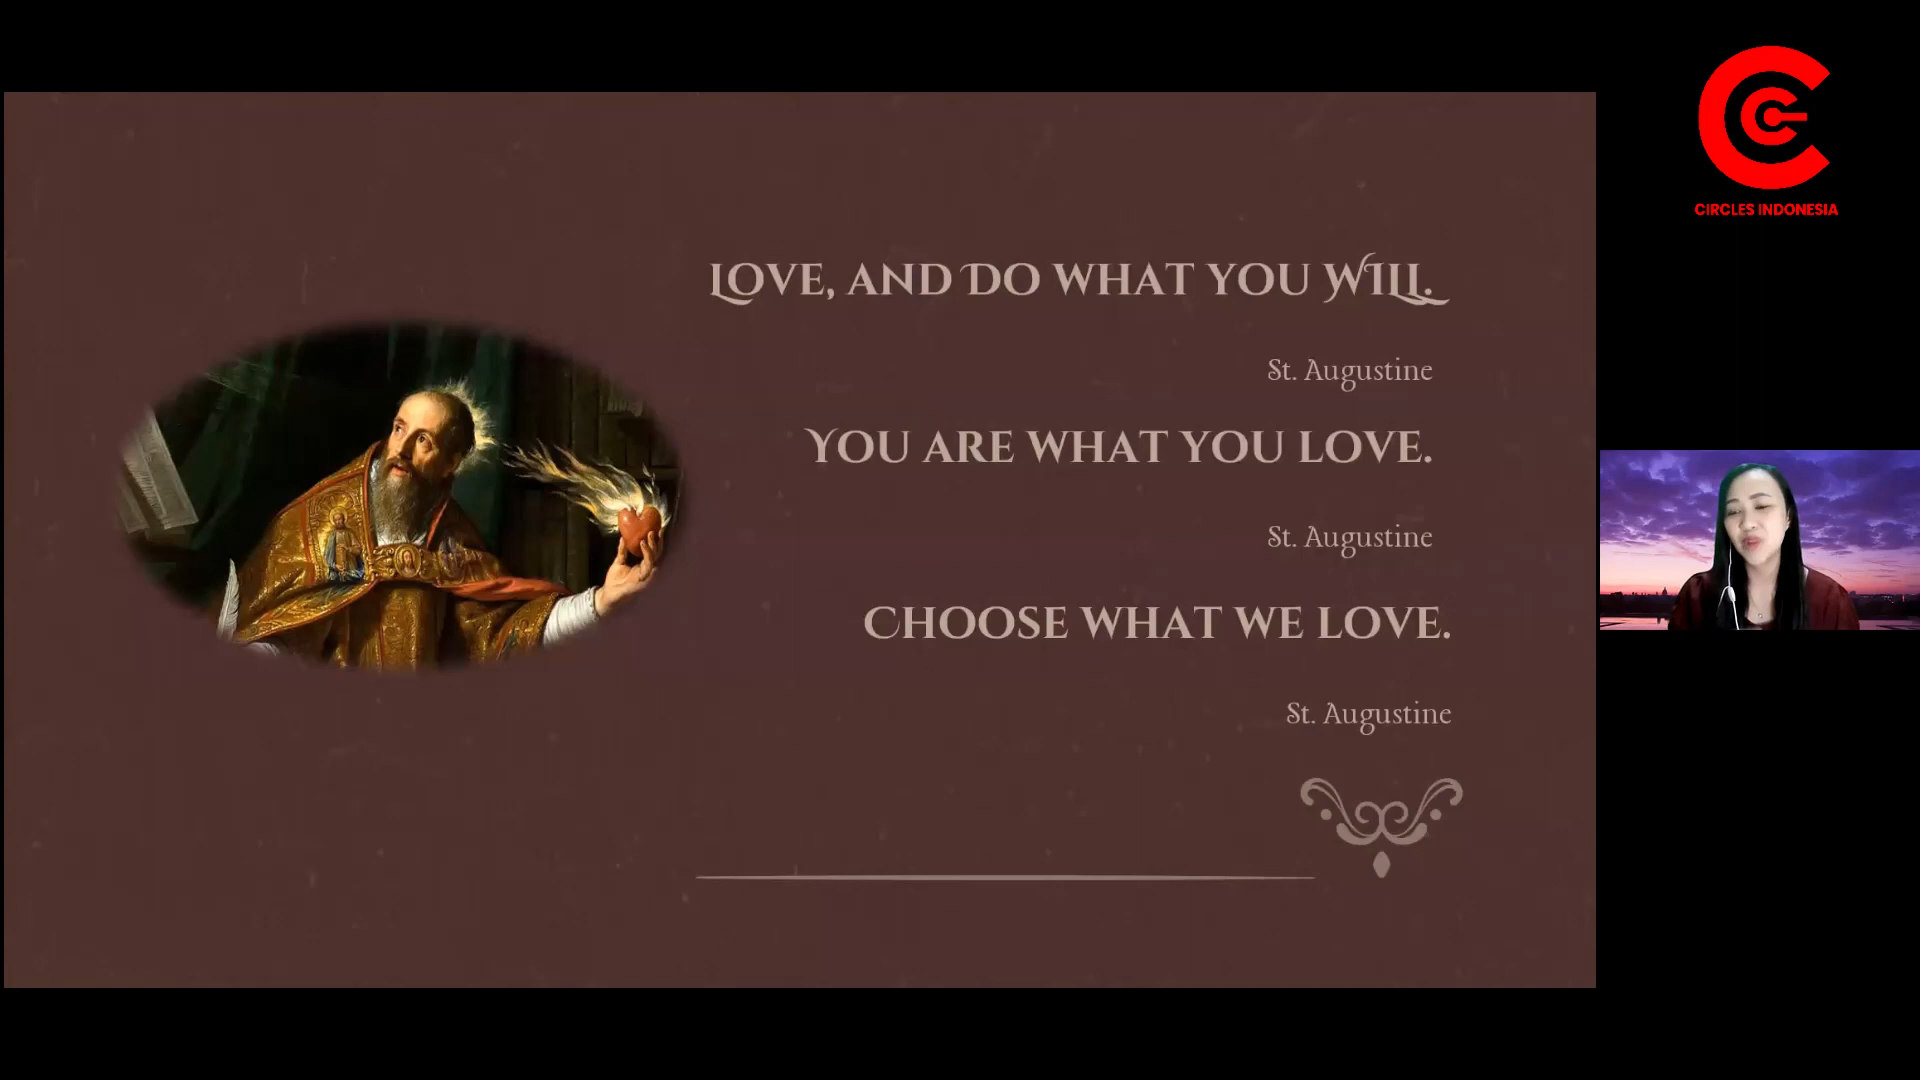 LOVE, AND DO WHAT YOU WILL.
St. Augustine
YOU ARE WHAT YOU LOVE.
St. Augustine
CHOOSE WHAT WE LOVE.
St. Augustine
CIRCLES INDONESIA